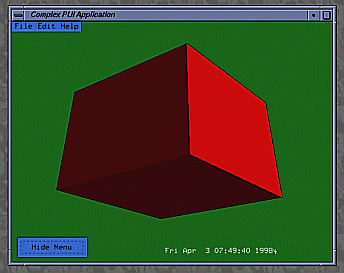 Complex PUI Application
File Edit Help
Hide Menu
Fri Apr 3 07:49:40 1998